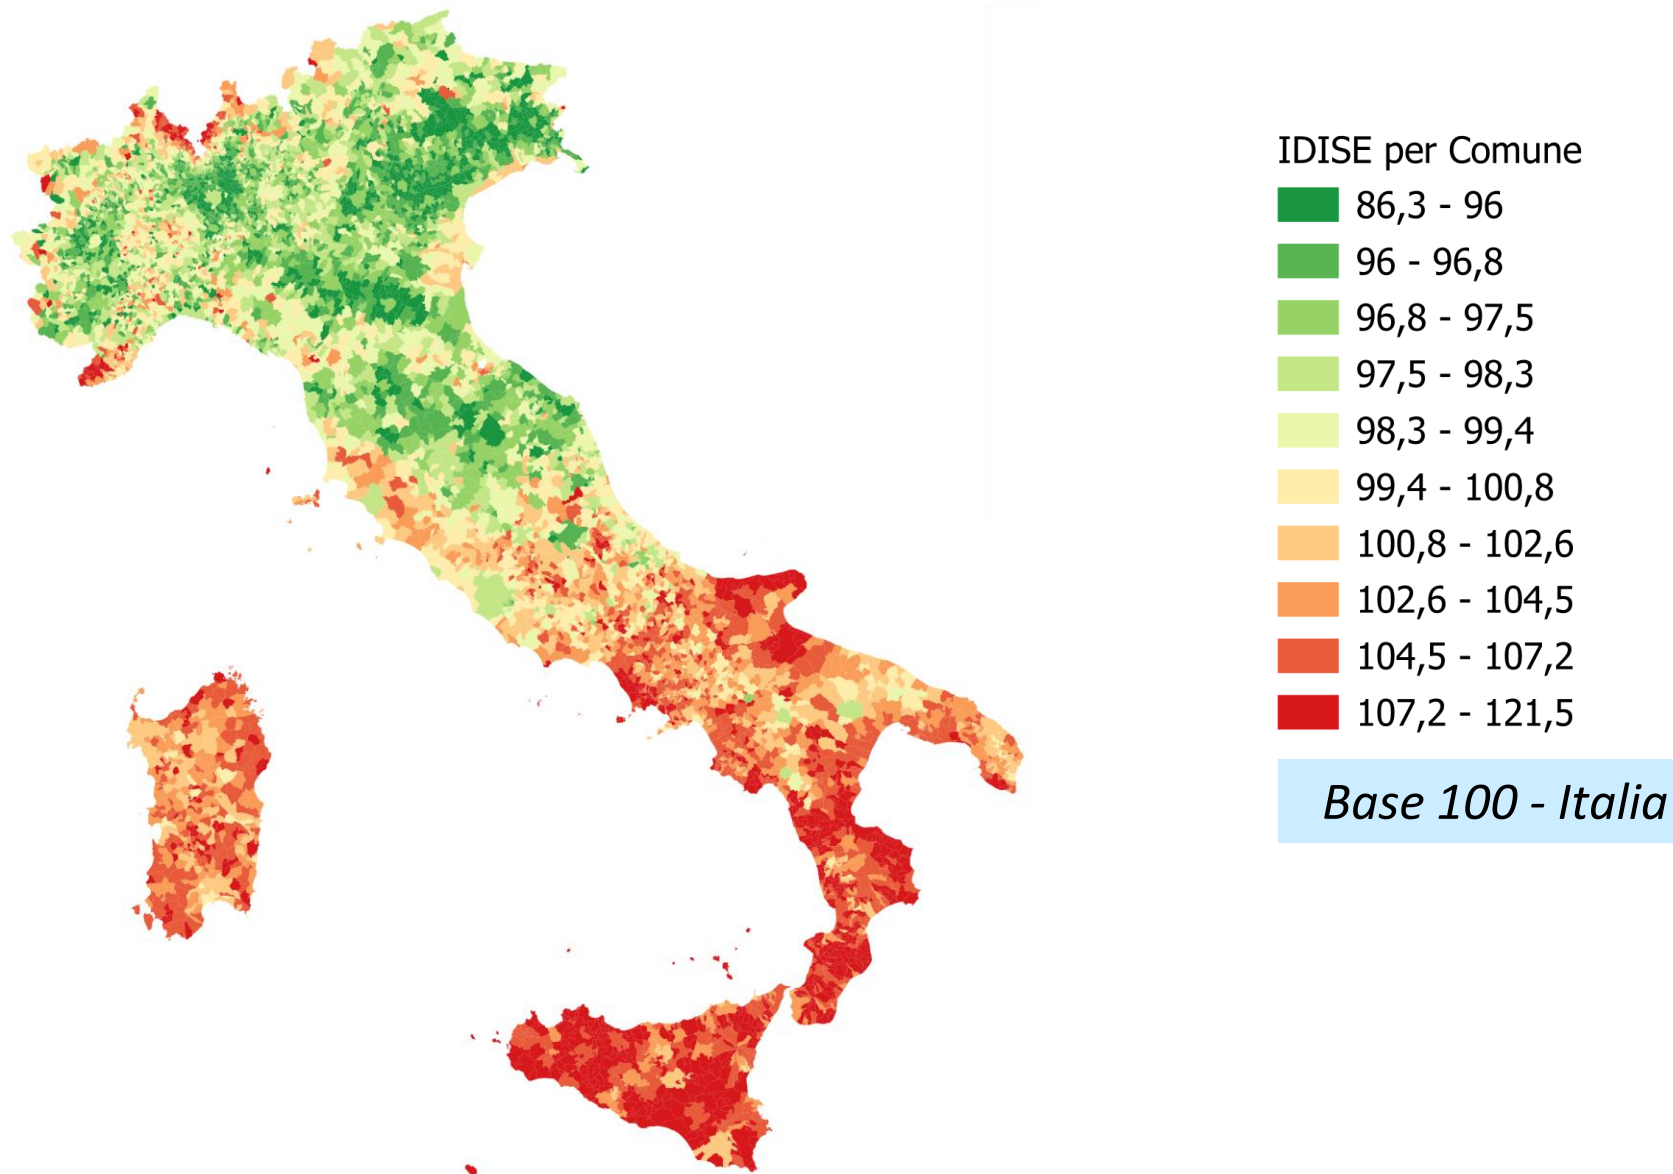 IDISE per Comune
86,3 - 96
96 - 96,8
96,8 - 97,5
97,5 - 98,3
98,3 - 99,4
99,4 - 100,8
100,8 - 102,6
102,6 - 104,5
104,5 - 107,2
107,2 - 121,5
Base 100 - Italia